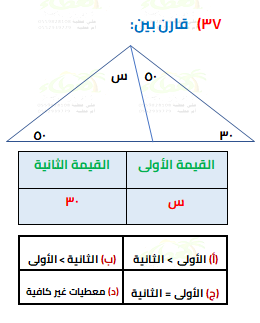 ٣٧) قارن بين:
س ٥٠
٥٠ ٣٠
القيمة الأولى القيمة الثانية
س ٣٠
(أ) الأولى > الثانية (ب) الثانية > الأولى
(ج) الأولى = الثانية (د) معطيات غير كافية